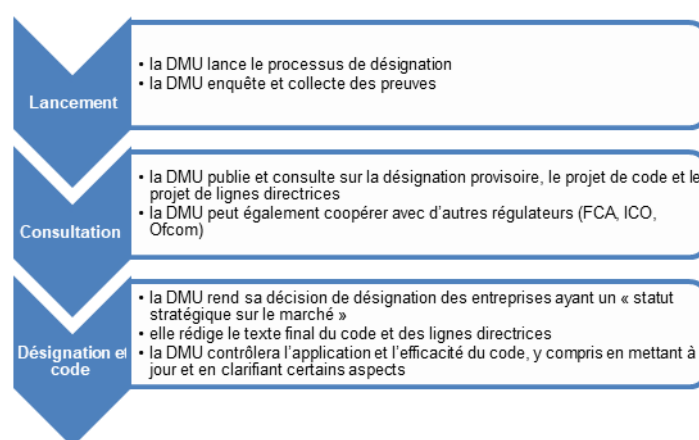 Lancement
• la DMU lance le processus de désignation
• la DMU enquête et collecte des preuves
Consultation
• la DMU publie et consulte sur la désignation provisoire, le projet de code et le
projet de lignes directrices
• la DMU peut également coopérer avec d'autres régulateurs (FCA, ICO,
Ofcom)
Désignation et
code
• la DMU rend sa décision de désignation des entreprises ayant un « statut
stratégique sur le marché »
• elle rédige le texte final du code et des lignes directrices
• la DMU contrôlera l'application et l'efficacité du code, y compris en mettant à
jour et en clarifiant certains aspects